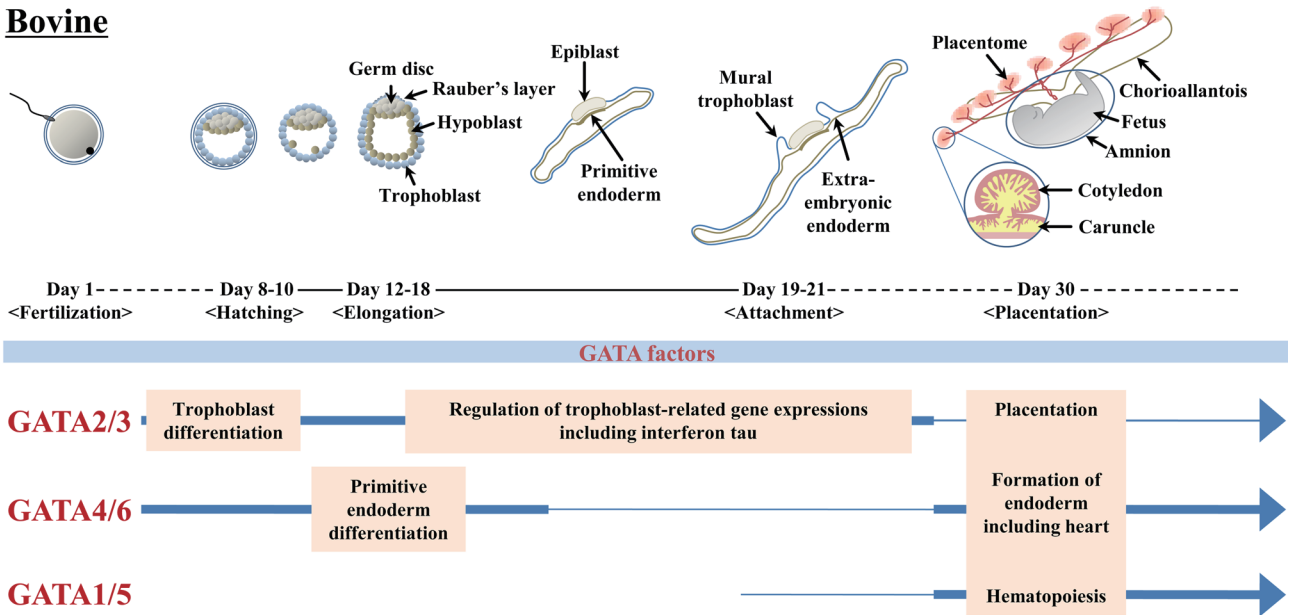 Bovine
Germ disc
Rauber's layer
Hypoblast
Trophoblast
Epiblast
Primitive
endoderm
Mural
trophoblast
Extra-
embryonic
endoderm
Placentome
Chorioallantois
Fetus
Amnion
Cotyledon
Caruncle
Day 1
<Fertilization>
Day 8-10
<Hatching>
Day 12-18
<Elongation>
Day 19-21
<Attachment>
Day 30
<Placentation>
GATA factors
GATA2/3
Trophoblast
differentiation
Regulation of trophoblast-related gene expressions
including interferon tau
Placentation
GATA4/6
Primitive
endoderm
differentiation
Formation of
endoderm
including heart
GATA1/5
Hematopoiesis